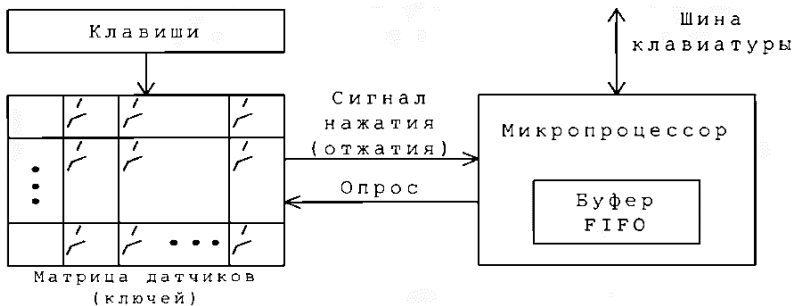 Клавиши
Шина
клавиатуры
Сигнал
нажатия
(отжатия)
Опрос
Микропроцессор
Буфер
FIFO
Матрица датчиков
(ключей)